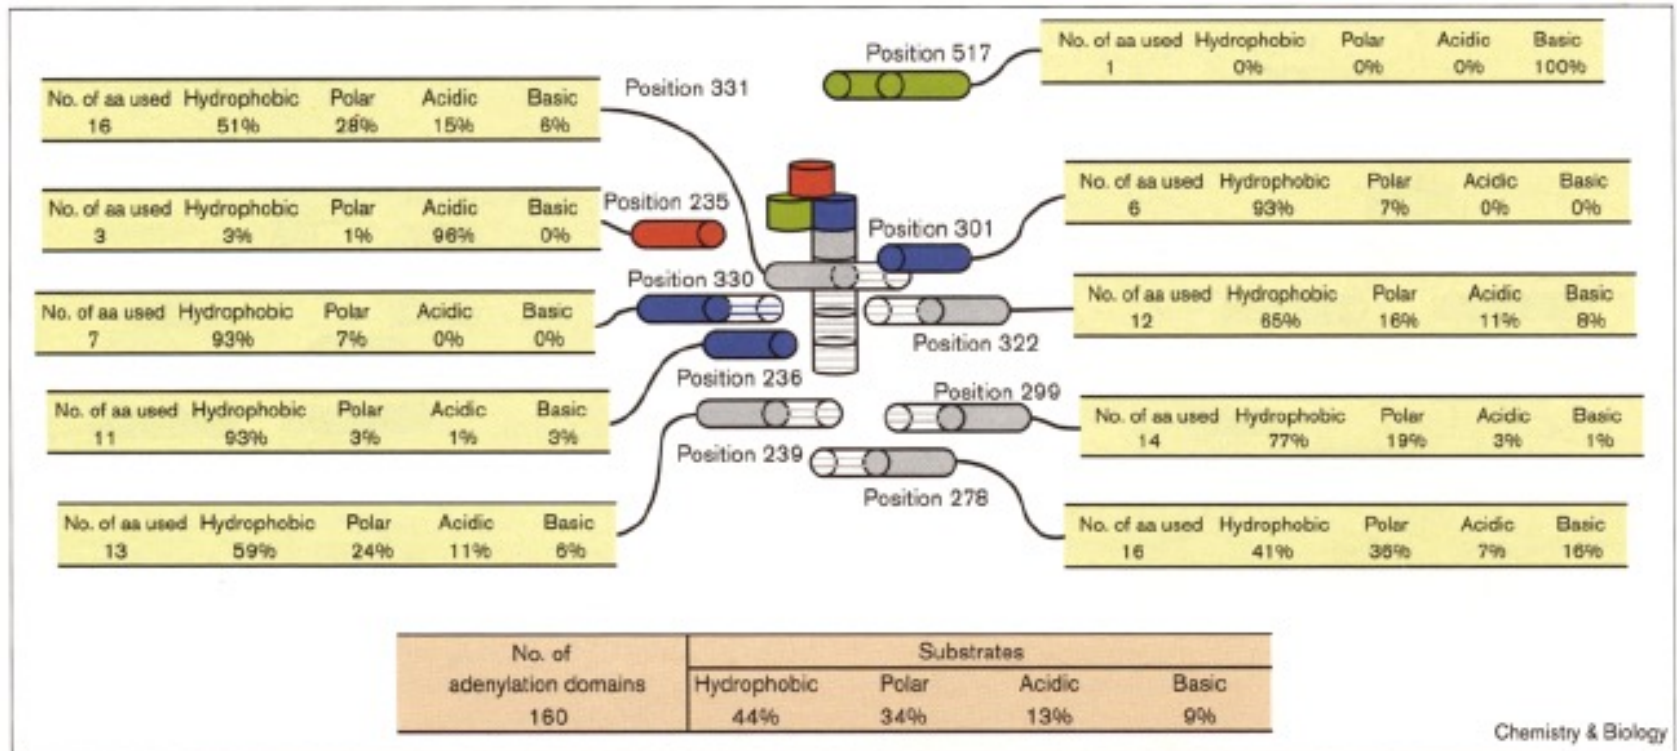 Position 517
No. of aa used Hydrophobic Polar Acidic Basic
1 0% 0% 0% 100%
Position 331
No. of aa used Hydrophobic Polar Acidic Basic
16 51% 28% 15% 6%
Position 235
No. of aa used Hydrophobic Polar Acidic Basic
3 3% 1% 96% 0%
Position 301
No. of aa used Hydrophobic Polar Acidic Basic
6 93% 7% 0% 0%
Position 330
No. of aa used Hydrophobic Polar Acidic Basic
7 93% 7% 0% 0%
Position 322
No. of aa used Hydrophobic Polar Acidic Basic
12 65% 16% 11% 8%
Position 236
No. of aa used Hydrophobic Polar Acidic Basic
11 93% 3% 1% 3%
Position 299
No. of aa used Hydrophobic Polar Acidic Basic
14 77% 19% 3% 1%
Position 239
No. of aa used Hydrophobic Polar Acidic Basic
13 59% 24% 11% 6%
Position 278
No. of aa used Hydrophobic Polar Acidic Basic
16 41% 36% 7% 16%
No. of Substrates
adenylation domains Hydrophobic Polar Acidic Basic
160 44% 34% 13% 9%
Chemistry & Biology